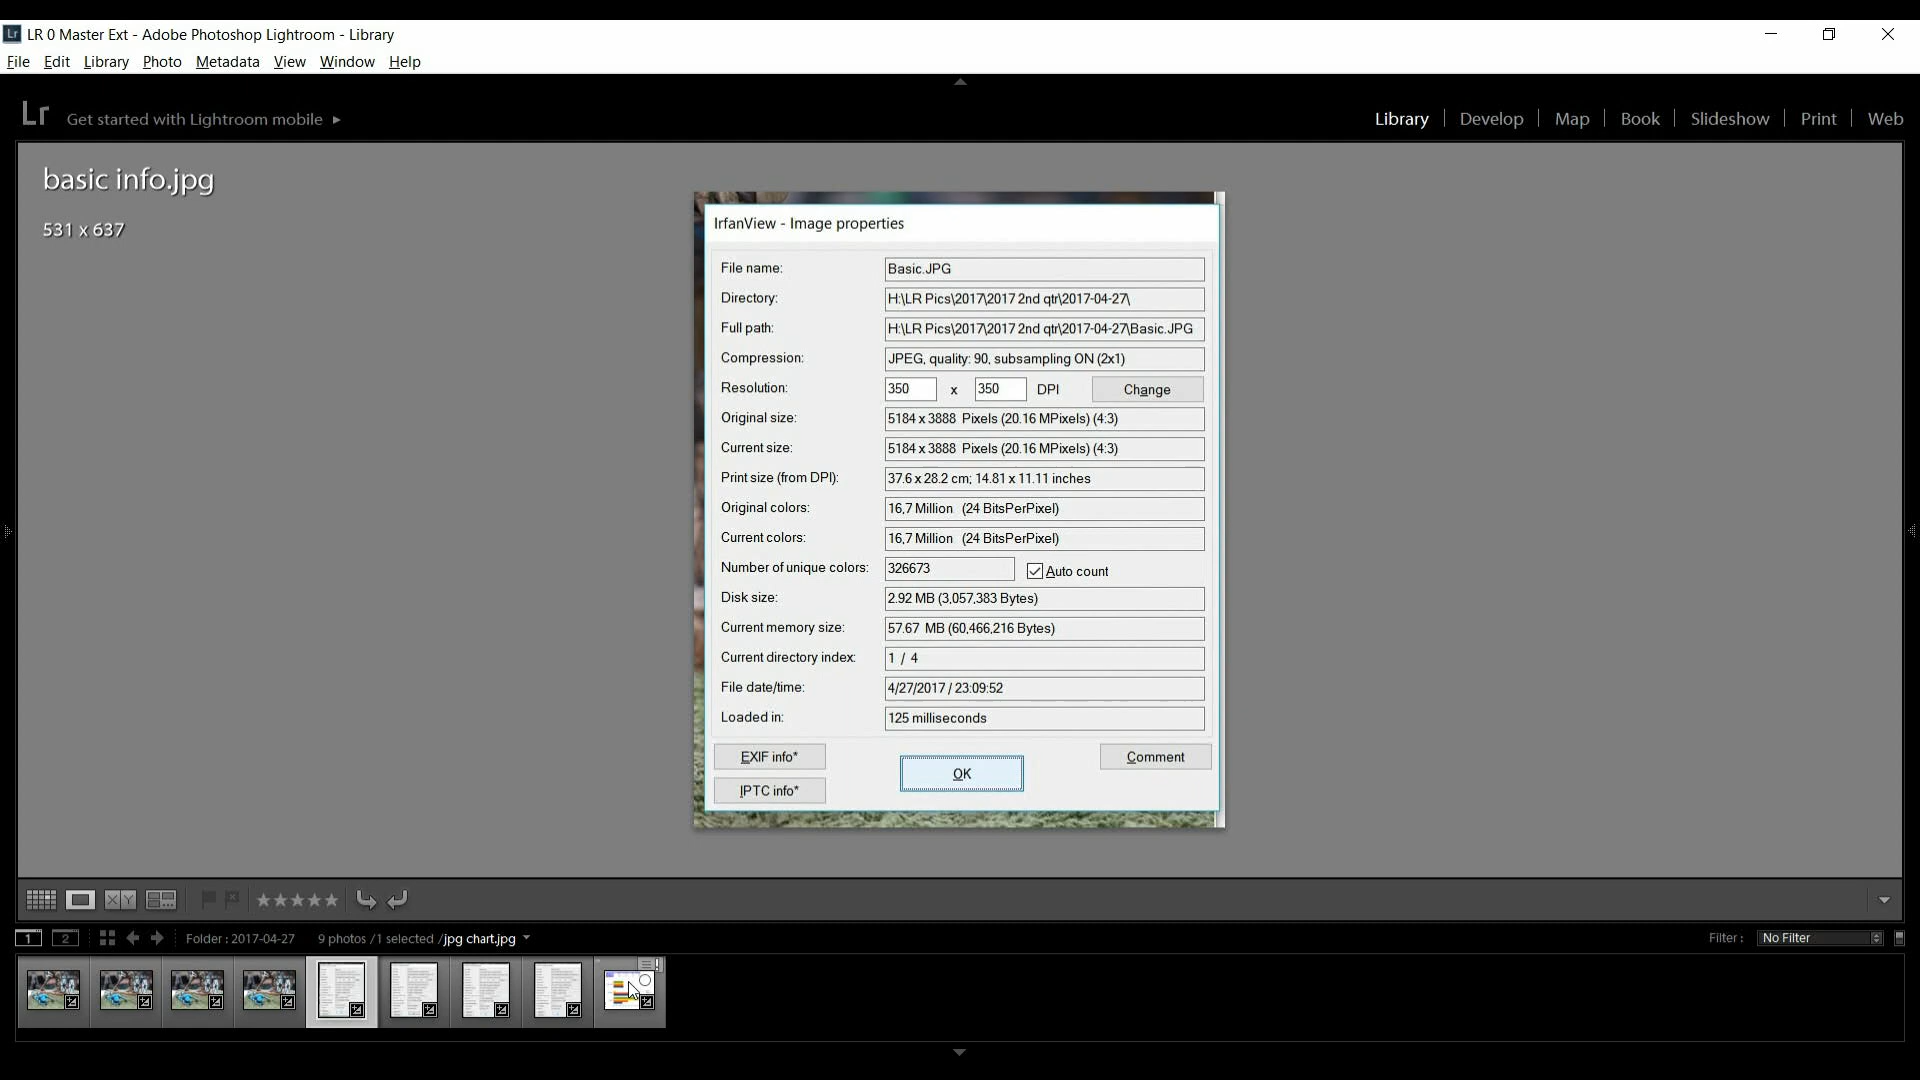 LR 0 Master Ext - Adobe Photoshop Lightroom - Library
File Edit Library Photo Metadata View Window Help
Lr Get started with Lightroom mobile
Library Develop Map Book Slideshow Print Web
basic info.jpg
531 x 637
IrfanView - Image properties
File name: Basic.JPG
Directory: H:\LR Pics\2017\2017 2nd qtr\2017-04-27\
Full path: H:\LR Pics\2017\2017 2nd qtr\2017-04-27\Basic.JPG
Compression: JPEG, quality: 90, subsampling ON (2x1)
Resolution: 350 x 350 DPI Change
Original size: 5184 x 3888 Pixels (20.16 MPixels) (4:3)
Current size: 5184 x 3888 Pixels (20.16 MPixels) (4:3)
Print size (from DPI): 37.6 x 28.2 cm; 14.81 x 11.11 inches
Original colors: 16,7 Million (24 BitsPerPixel)
Current colors: 16,7 Million (24 BitsPerPixel)
Number of unique colors: 326673 Auto count
Disk size: 2.92 MB (3,057,383 Bytes)
Current memory size: 57.67 MB (60,466,216 Bytes)
Current directory index: 1 / 4
File date/time: 4/27/2017 / 23:09:52
Loaded in: 125 milliseconds
EXIF info* Comment
OK
IPTC info*
X Y
1 2 Folder : 2017-04-27 9 photos / 1 selected / jpg chart.jpg Filter : No Filter